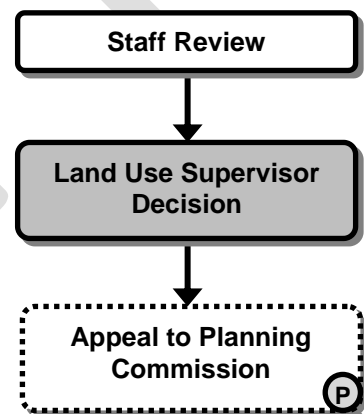 Staff Review
Land Use Supervisor
Decision
Appeal to Planning
Commission
P